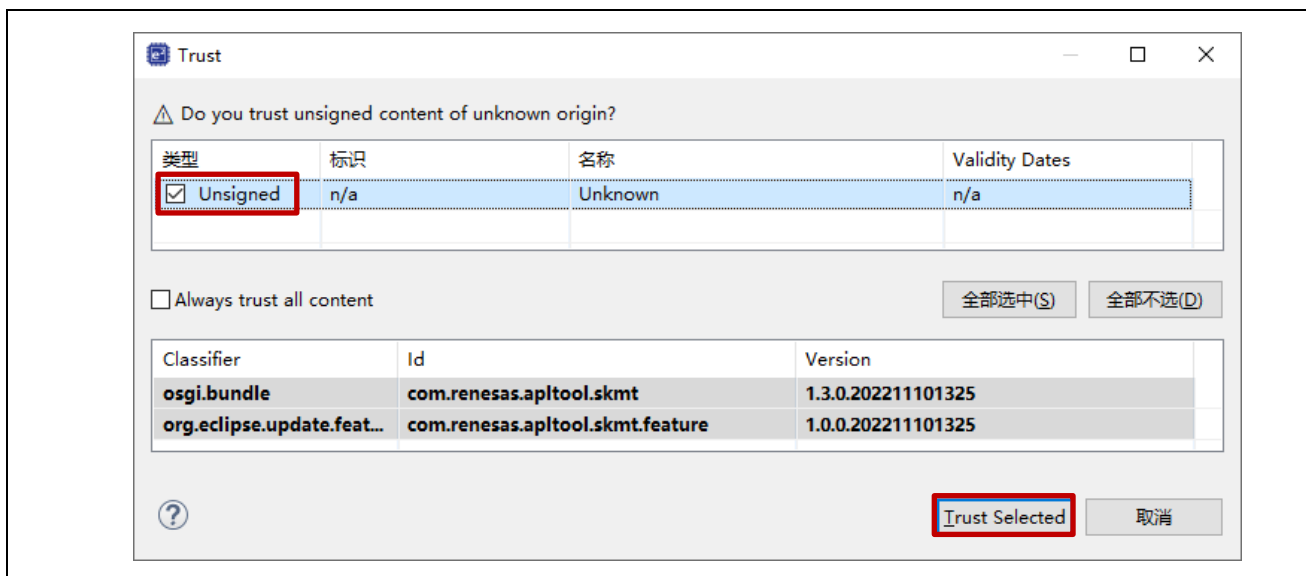 Trust
Do you trust unsigned content of unknown origin?
类型 标识 名称 Validity Dates
Unsigned n/a Unknown n/a
Always trust all content 全部选中(S) 全部不选(D)
Classifier Id Version
osgi.bundle com.renesas.apltool.skmt 1.3.0.202211101325
org.eclipse.update.feat... com.renesas.apltool.skmt.feature 1.0.0.202211101325
Trust Selected 取消